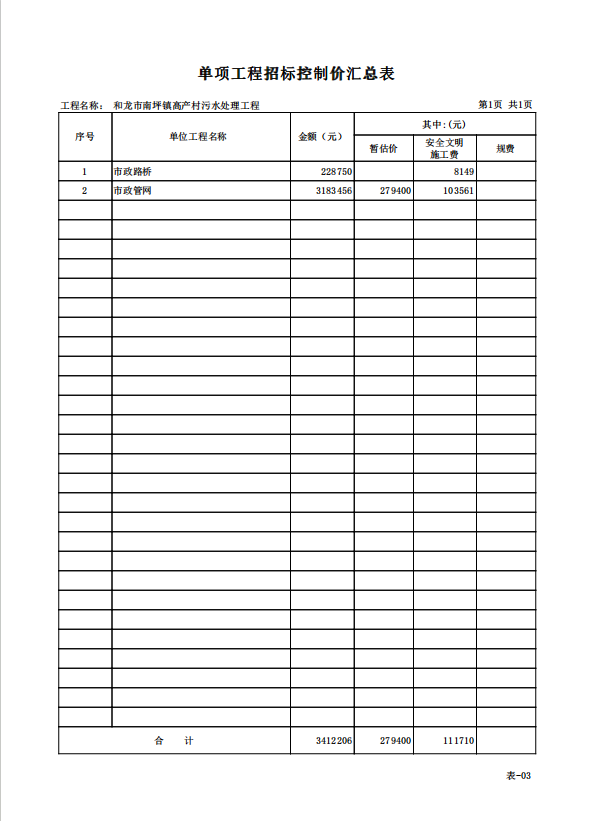 单项工程招标控制价汇总表
工程名称： 和龙市南坪镇高产村污水处理工程 第1页 共1页
序号 单位工程名称 金额（元） 其中:(元)
暂估价 安全文明施工费 规费
1 市政路桥 228750 8149
2 市政管网 3183456 279400 103561
合 计 3412206 279400 111710
表-03